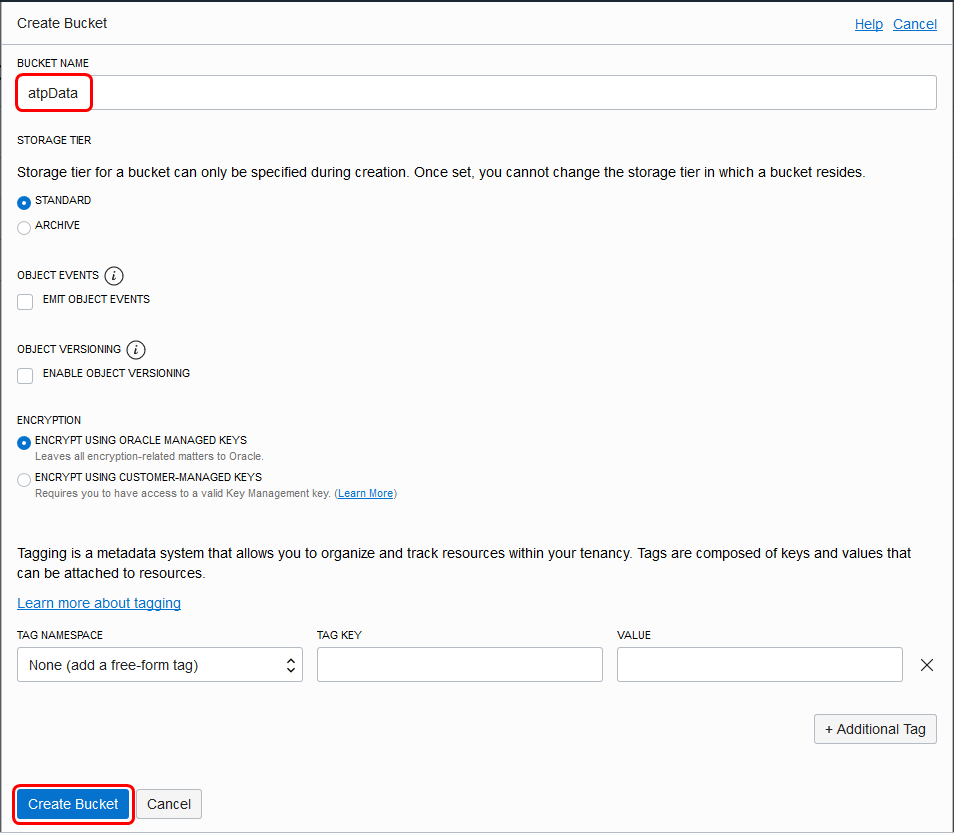 Create Bucket
Help Cancel
BUCKET NAME
atpData
STORAGE TIER
Storage tier for a bucket can only be specified during creation. Once set, you cannot change the storage tier in which a bucket resides.
STANDARD
ARCHIVE
OBJECT EVENTS i
EMIT OBJECT EVENTS
OBJECT VERSIONING i
ENABLE OBJECT VERSIONING
ENCRYPTION
ENCRYPT USING ORACLE MANAGED KEYS
Leaves all encryption-related matters to Oracle.
ENCRYPT USING CUSTOMER-MANAGED KEYS
Requires you to have access to a valid Key Management key. (Learn More)
Tagging is a metadata system that allows you to organize and track resources within your tenancy. Tags are composed of keys and values that
can be attached to resources.
Learn more about tagging
TAG NAMESPACE TAG KEY VALUE
None (add a free-form tag)
+ Additional Tag
Create Bucket Cancel